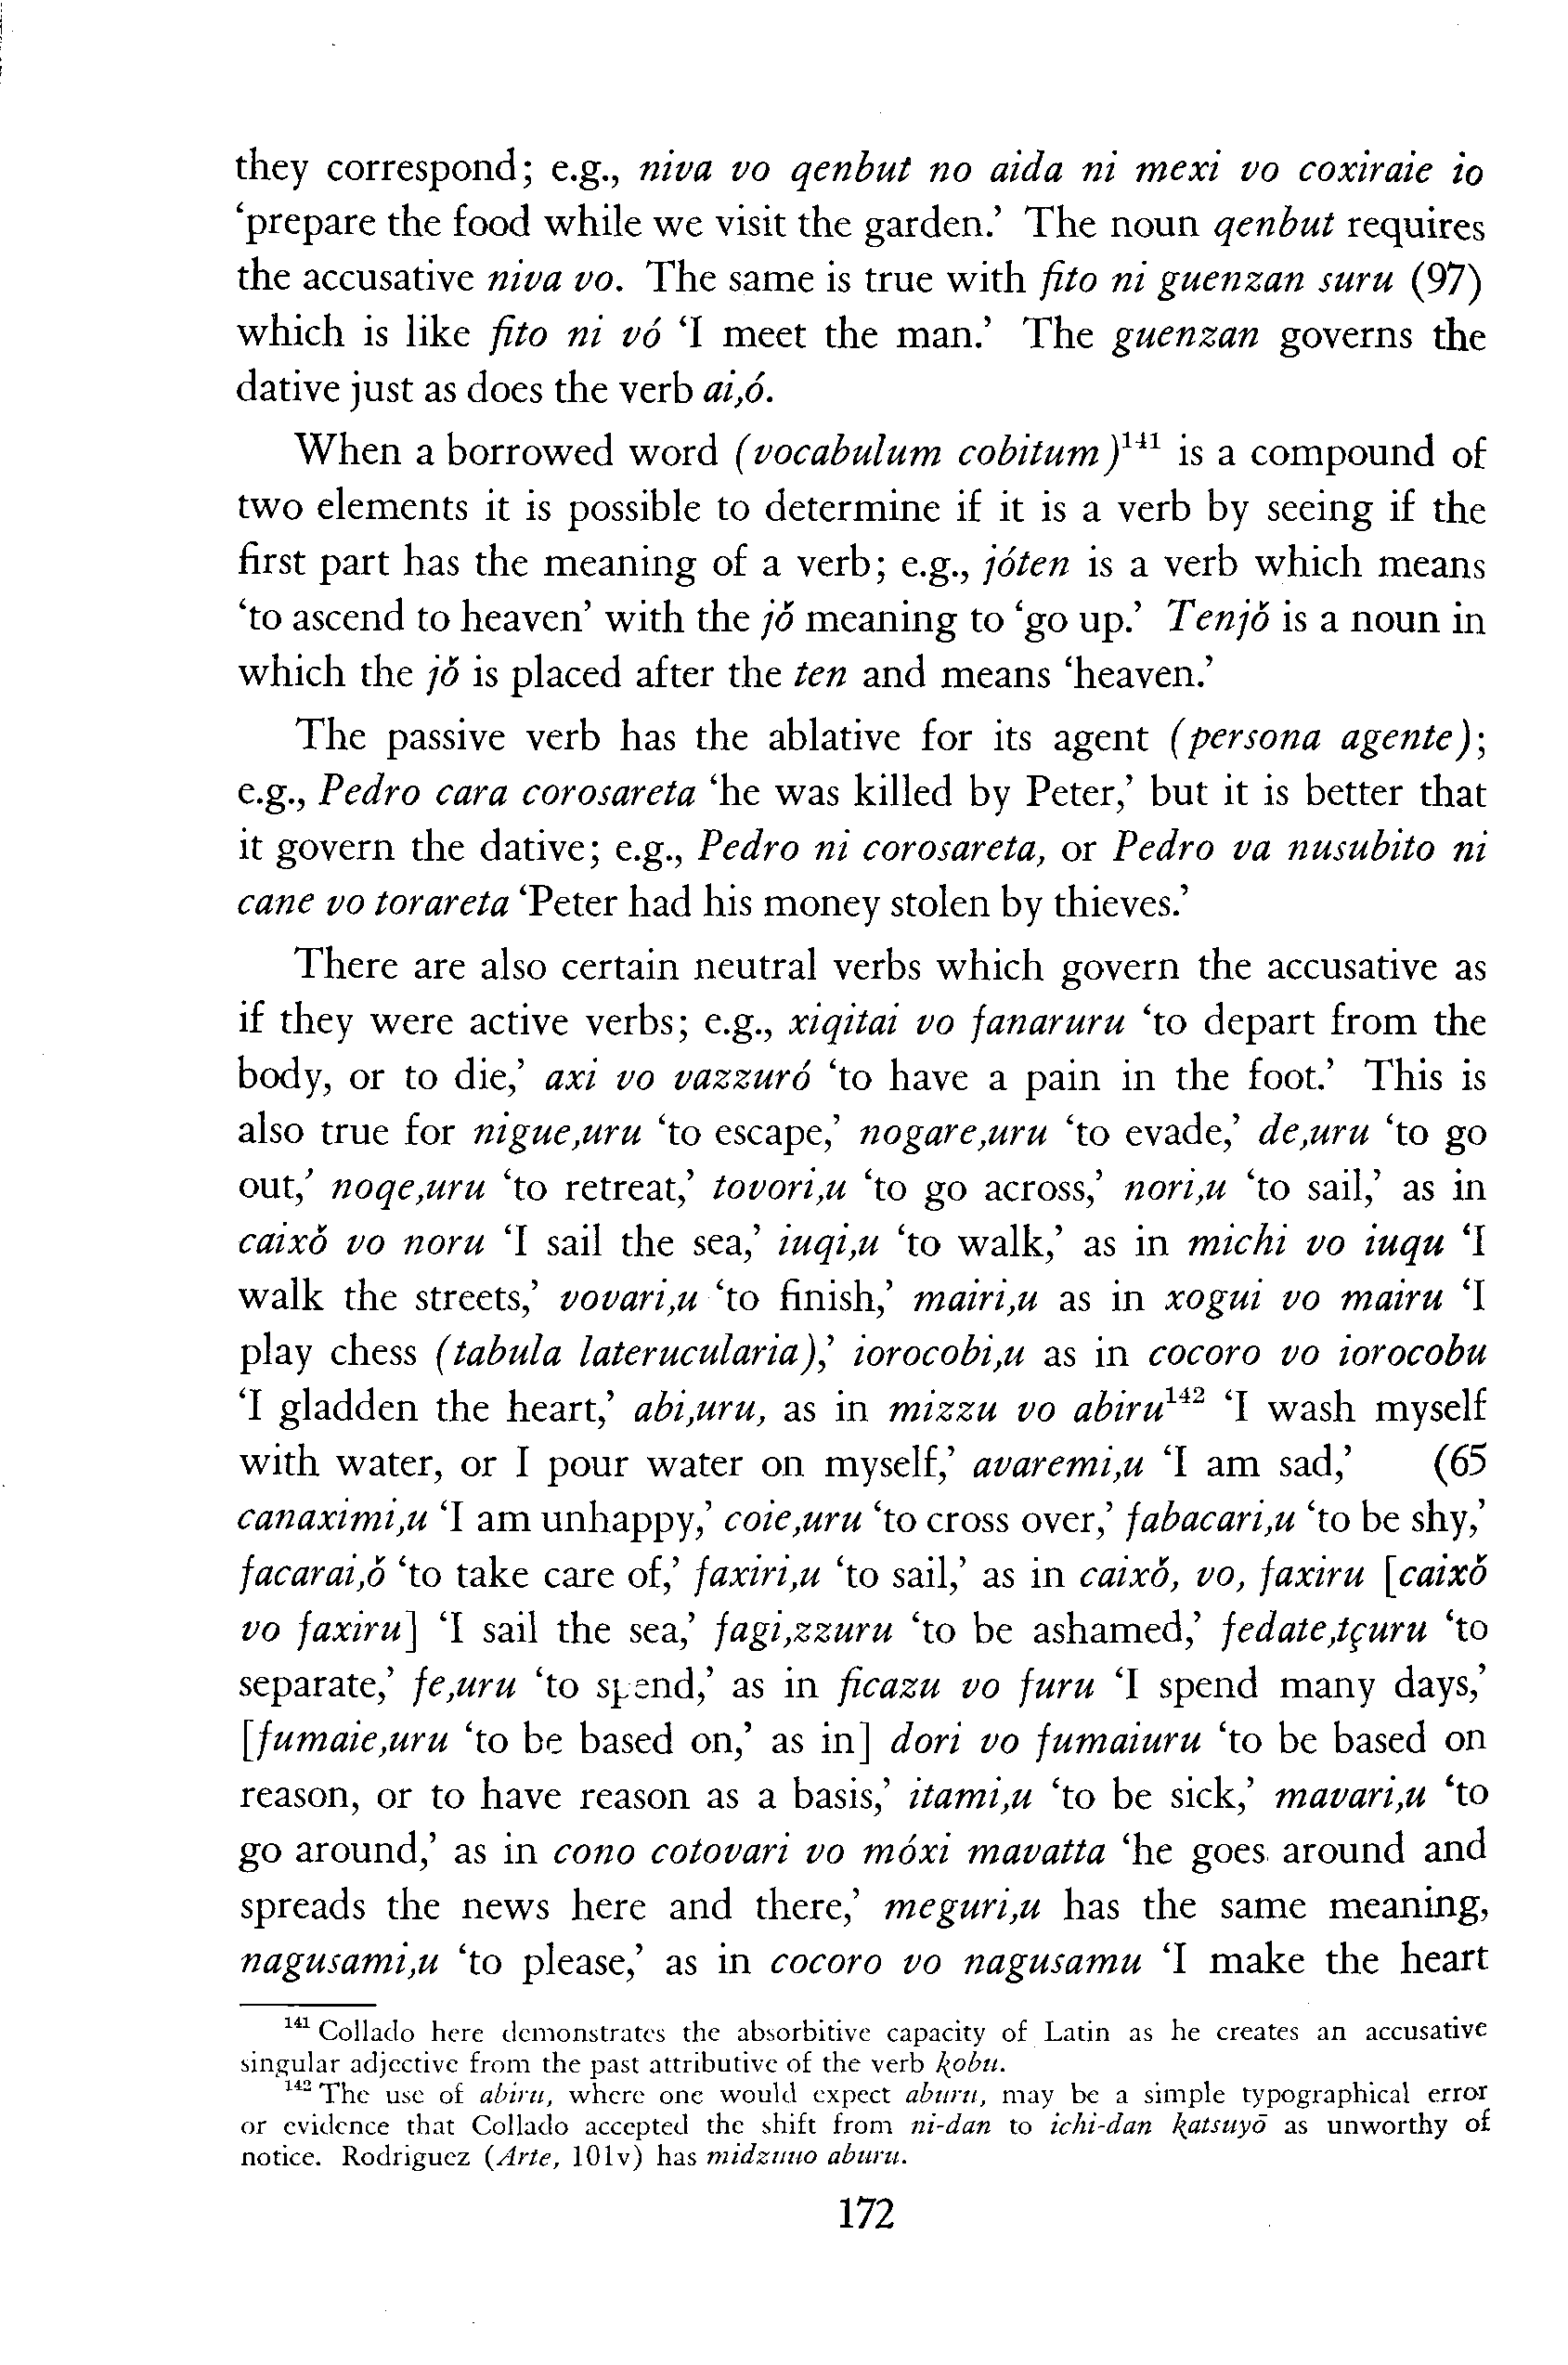 they correspond; e.g., niva vo qenbut no aida ni mexi vo coxiraie io
‘prepare the food while we visit the garden.’ The noun qenbut requires
the accusative niva vo. The same is true with fito ni guenzan suru (97)
which is like fito ni vó ‘I meet the man.’ The guenzan governs the
dative just as does the verb ai,ó.
When a borrowed word (vocabulum cobitum)141 is a compound of
two elements it is possible to determine if it is a verb by seeing if the
first part has the meaning of a verb; e.g., jóten is a verb which means
‘to ascend to heaven’ with the jǒ meaning to ‘go up.’ Tenjǒ is a noun in
which the jǒ is placed after the ten and means ‘heaven.’
The passive verb has the ablative for its agent (persona agente);
e.g., Pedro cara corosareta ‘he was killed by Peter,’ but it is better that
it govern the dative; e.g., Pedro ni corosareta, or Pedro va nusubito ni
cane vo torareta ‘Peter had his money stolen by thieves.’
There are also certain neutral verbs which govern the accusative as
if they were active verbs; e.g., xiqitai vo fanaruru ‘to depart from the
body, or to die,’ axi vo vazzuró ‘to have a pain in the foot.’ This is
also true for nigue,uru ‘to escape,’ nogare,uru ‘to evade,’ de,uru ‘to go
out,’ noqe,uru ‘to retreat,’ tovori,u ‘to go across,’ nori,u ‘to sail,’ as in
caixǒ vo noru ‘I sail the sea,’ iuqi,u ‘to walk,’ as in michi vo iuqu ‘I
walk the streets,’ vovari,u ‘to finish,’ mairi,u as in xogui vo mairu ‘I
play chess (tabula laterucularia),’ iorocobi,u as in cocoro vo iorocobu
‘I gladden the heart,’ abi,uru, as in mizzu vo abiru142 ‘I wash myself
with water, or I pour water on myself,’ avaremi,u ‘I am sad,’ (65
canaximi,u ‘I am unhappy,’ coie,uru ‘to cross over,’ fabacari,u ‘to be shy,’
facarai,ǒ ‘to take care of,’ faxiri,u ‘to sail,’ as in caixǒ, vo, faxiru [caixǒ
vo faxiru] ‘I sail the sea,’ fagi,zzuru ‘to be ashamed,’ fedate,tçuru ‘to
separate,’ fe,uru ‘to spend,’ as in ficazu vo furu ‘I spend many days,’
[fumaie,uru ‘to be based on,’ as in] dori vo fumaiuru ‘to be based on
reason, or to have reason as a basis,’ itami,u ‘to be sick,’ mavari,u ‘to
go around,’ as in cono cotovari vo móxi mavatta ‘he goes around and
spreads the news here and there,’ meguri,u has the same meaning,
nagusami,u ‘to please,’ as in cocoro vo nagusamu ‘I make the heart
141 Collado here demonstrates the absorbitive capacity of Latin as he creates an accusative
singular adjective from the past attributive of the verb kobu.
142 The use of abiru, where one would expect aburu, may be a simple typographical error
or evidence that Collado accepted the shift from ni-dan to ichi-dan katsuyō as unworthy of
notice. Rodriguez (Arte, 101v) has midzuuo aburu.
172